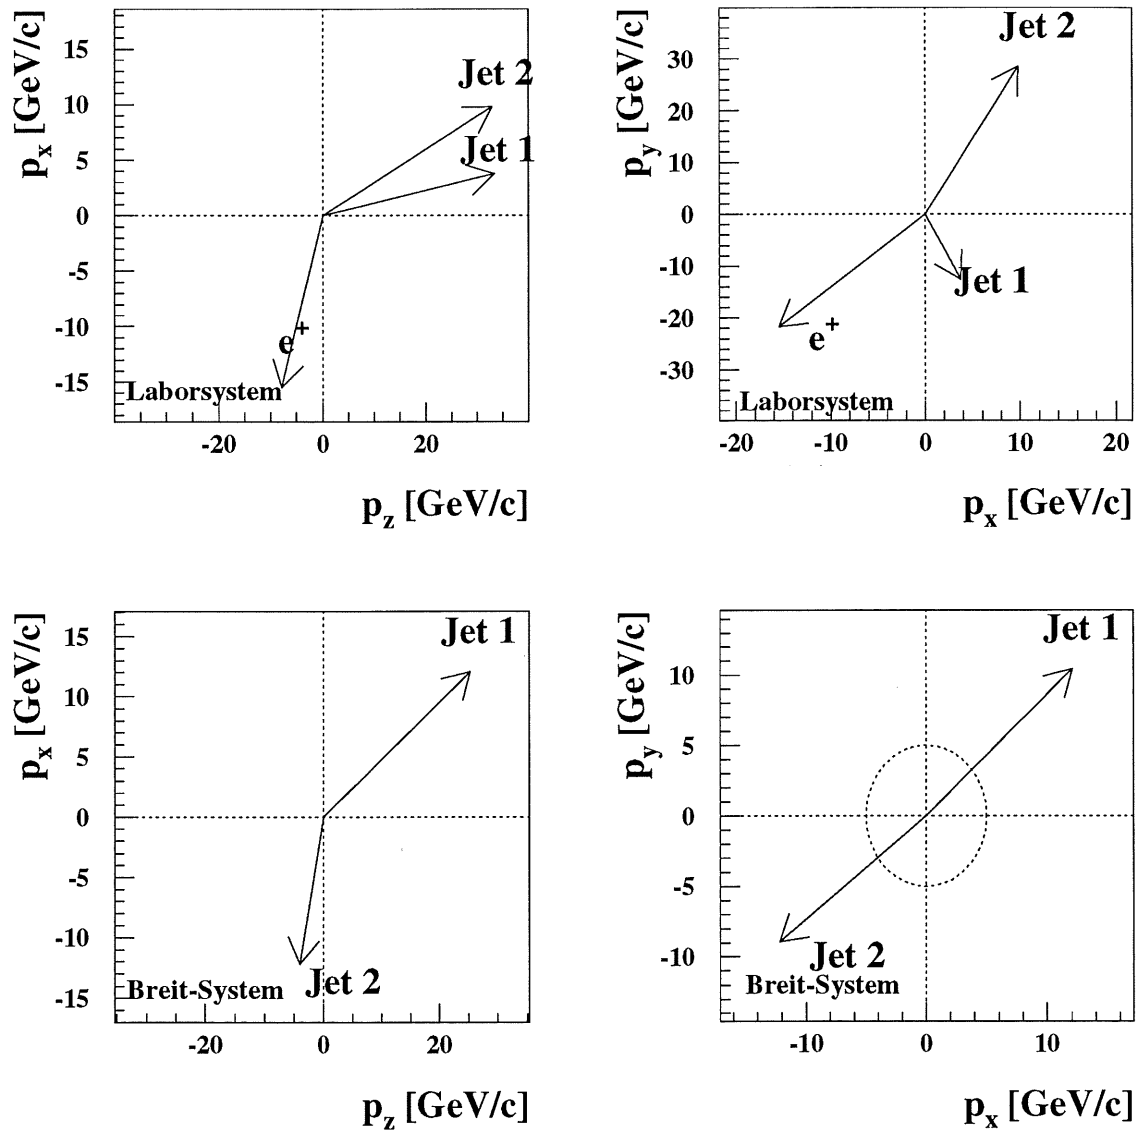 p_x [GeV/c]
15
10
5
0
-5
-10
-15
Jet 2
Jet 1
e^+
Laborsystem
-20
0
20
p_z [GeV/c]
p_y [GeV/c]
30
20
10
0
-10
-20
-30
Jet 2
Jet 1
e^+
Laborsystem
-20
-10
0
10
20
p_x [GeV/c]
p_x [GeV/c]
15
10
5
0
-5
-10
-15
Jet 1
Jet 2
Breit-System
-20
0
20
p_z [GeV/c]
p_y [GeV/c]
10
5
0
-5
-10
Jet 1
Jet 2
Breit-System
-10
0
10
p_x [GeV/c]